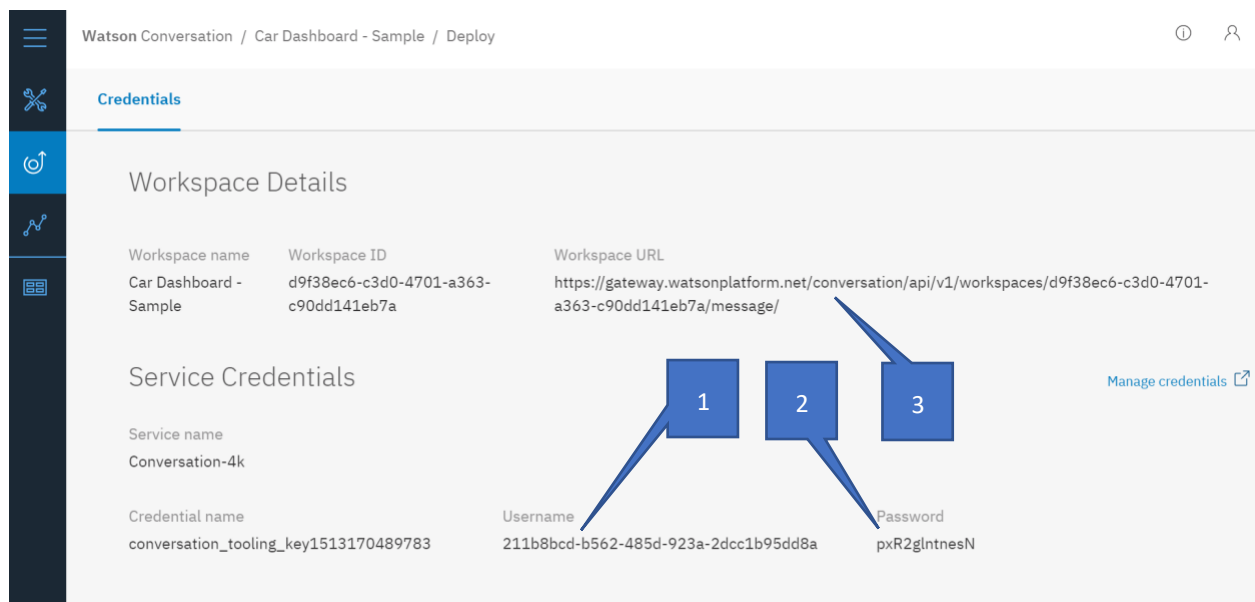 Watson Conversation / Car Dashboard - Sample / Deploy
Credentials
Workspace Details
Workspace name
Workspace ID
Workspace URL
Car Dashboard -
Sample
d9f38ec6-c3d0-4701-a363-
c90dd141eb7a
https://gateway.watsonplatform.net/conversation/api/v1/workspaces/d9f38ec6-c3d0-4701-
a363-c90dd141eb7a/message/
Service Credentials
1
2
3
Manage credentials
Service name
Conversation-4k
Credential name
Username
Password
conversation_tooling_key1513170489783
211b8bcd-b562-485d-923a-2dcc1b95dd8a
pxR2glntnesN